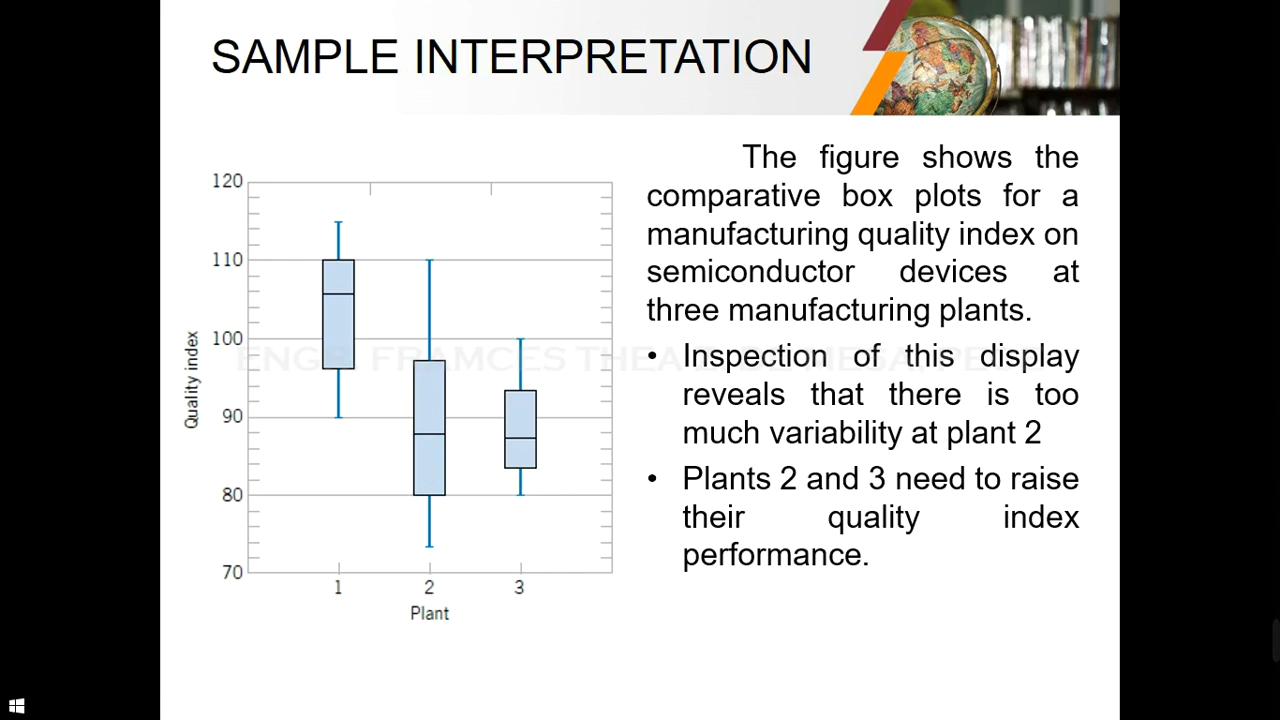 SAMPLE INTERPRETATION
120
110
100
90
80
70
Quality index
1
2
3
Plant
The figure shows the
comparative box plots for a
manufacturing quality index on
semiconductor devices at
three manufacturing plants.
• Inspection of this display
reveals that there is too
much variability at plant 2
• Plants 2 and 3 need to raise
their quality index
performance.
ENGR. FRAMCES THEA